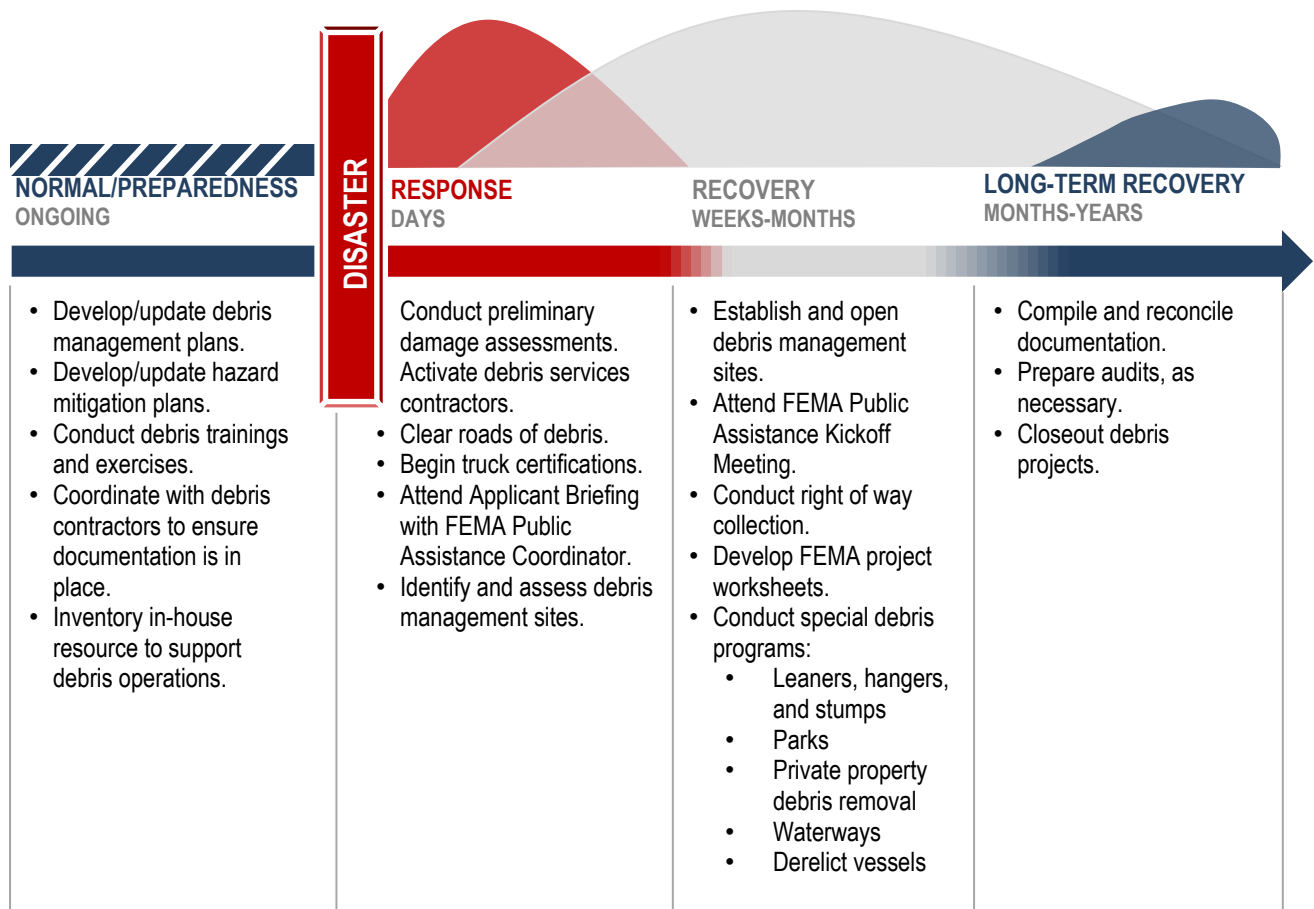 NORMAL/PREPAREDNESS
ONGOING
• Develop/update debris
management plans.
• Develop/update hazard
mitigation plans.
• Conduct debris trainings
and exercises.
• Coordinate with debris
contractors to ensure
documentation is in
place.
• Inventory in-house
resource to support
debris operations.
DISASTER
RESPONSE
DAYS
Conduct preliminary
damage assessments.
Activate debris services
contractors.
• Clear roads of debris.
• Begin truck certifications.
• Attend Applicant Briefing
with FEMA Public
Assistance Coordinator.
• Identify and assess debris
management sites.
RECOVERY
WEEKS-MONTHS
• Establish and open
debris management
sites.
• Attend FEMA Public
Assistance Kickoff
Meeting.
• Conduct right of way
collection.
• Develop FEMA project
worksheets.
• Conduct special debris
programs:
• Leaners, hangers,
and stumps
• Parks
• Private property
debris removal
• Waterways
• Derelict vessels
LONG-TERM RECOVERY
MONTHS-YEARS
• Compile and reconcile
documentation.
• Prepare audits, as
necessary.
• Closeout debris
projects.